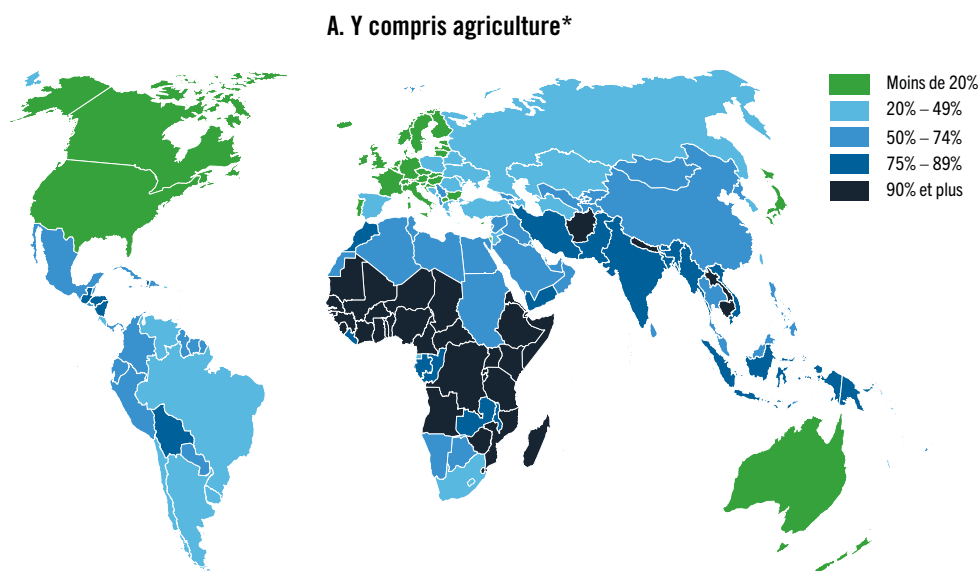 A. Y compris agriculture*
Moins de 20%
20% – 49%
50% – 74%
75% – 89%
90% et plus